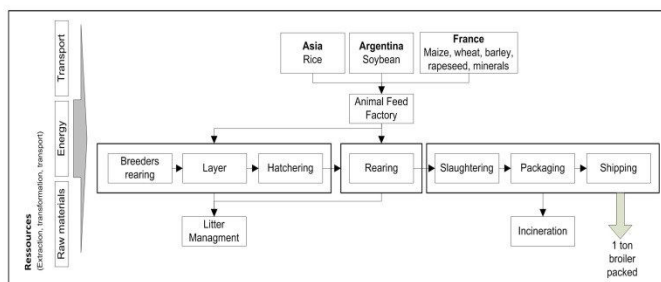 Ressources
(Extraction, transformation, transport)
Transport
Energy
Raw materials
Asia
Rice
Argentina
Soybean
France
Maize, wheat, barley,
rapeseed, minerals
Animal Feed
Factory
Breeders
rearing
Layer
Hatchering
Rearing
Slaughtering
Packaging
Shipping
Litter
Managment
Incineration
1 ton
broiler
packed